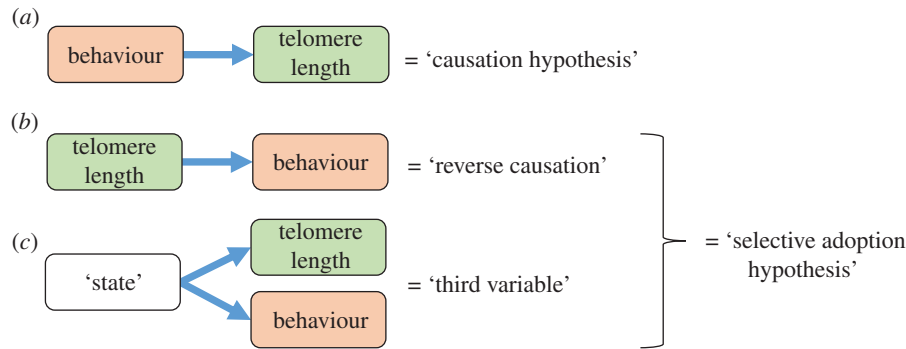 (a)
behaviour
telomere
length
= ‘causation hypothesis’
(b)
telomere
length
behaviour
= ‘reverse causation’
(c)
‘state’
telomere
length
behaviour
= ‘third variable’
= ‘selective adoption
hypothesis’